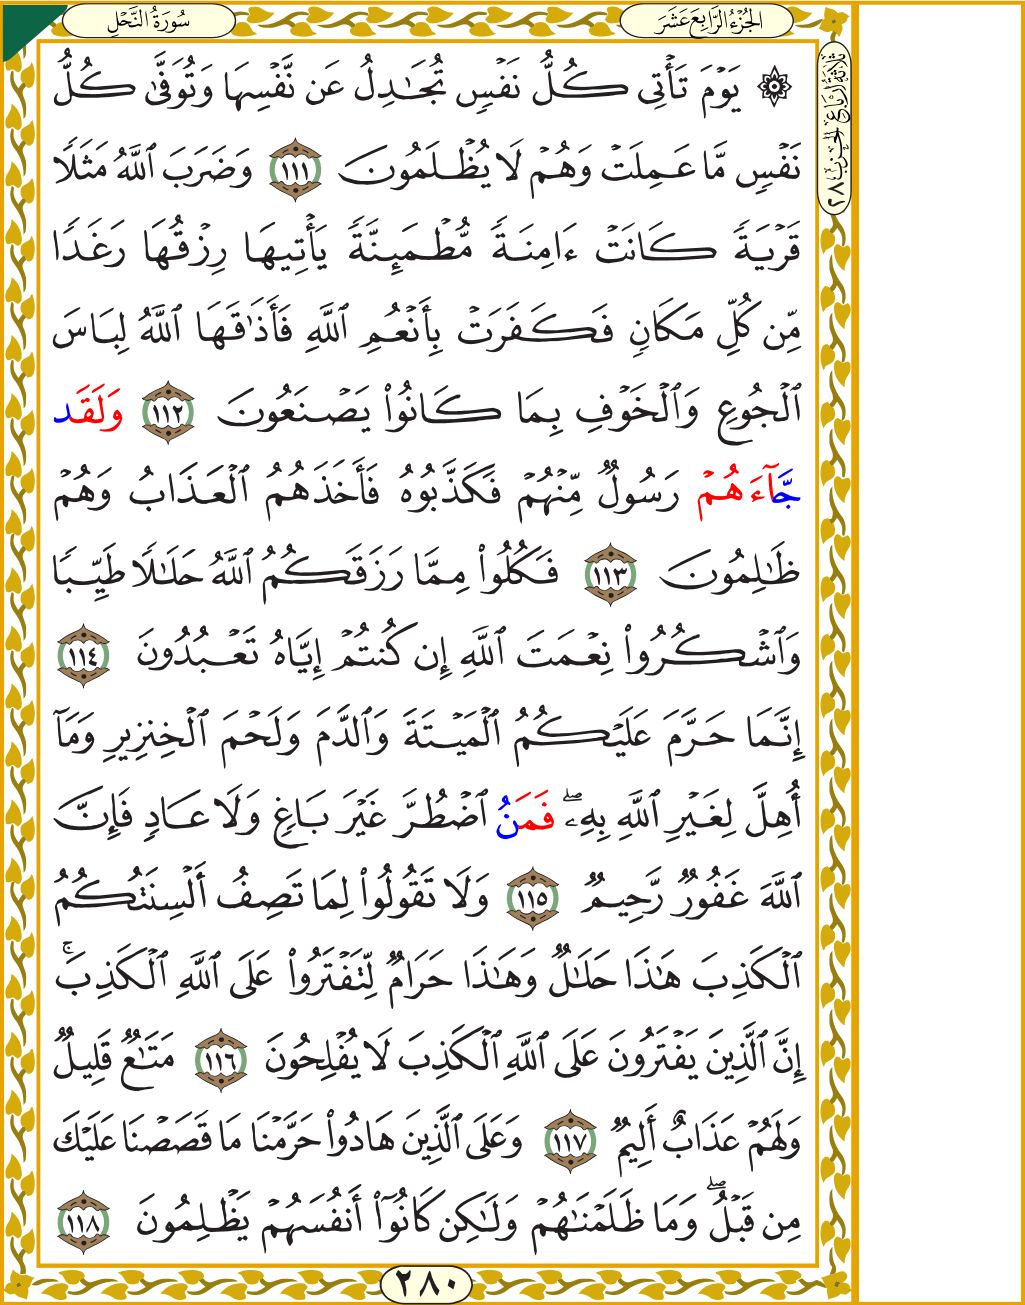 سُورَةُ النَّحْلِ
الجُزْءُ الرَّابِعَ عَشَرَ
ثَلَاثَةُ أَرْبَاعِ الحِزْبِ ٢٨
۞ يَوْمَ تَأْتِي كُلُّ نَفْسٖ تُجَٰدِلُ عَن نَّفْسِهَا وَتُوَفَّىٰ كُلُّ
نَفْسٖ مَّا عَمِلَتْ وَهُمْ لَا يُظْلَمُونَ ١١١ وَضَرَبَ ٱللَّهُ مَثَلٗا
قَرْيَةٗ كَانَتْ ءَامِنَةٗ مُّطْمَئِنَّةٗ يَأْتِيهَا رِزْقُهَا رَغَدٗا
مِّن كُلِّ مَكَانٖ فَكَفَرَتْ بِأَنْعُمِ ٱللَّهِ فَأَذَٰقَهَا ٱللَّهُ لِبَاسَ
ٱلْجُوعِ وَٱلْخَوْفِ بِمَا كَانُواْ يَصْنَعُونَ ١١٢ وَلَقَد
جَّآءَهُمْ رَسُولٞ مِّنْهُمْ فَكَذَّبُوهُ فَأَخَذَهُمُ ٱلْعَذَابُ وَهُمْ
ظَٰلِمُونَ ١١٣ فَكُلُواْ مِمَّا رَزَقَكُمُ ٱللَّهُ حَلَٰلٗا طَيِّبٗا
وَٱشْكُرُواْ نِعْمَتَ ٱللَّهِ إِن كُنتُمْ إِيَّاهُ تَعْبُدُونَ ١١٤
إِنَّمَا حَرَّمَ عَلَيْكُمُ ٱلْمَيْتَةَ وَٱلدَّمَ وَلَحْمَ ٱلْخِنزِيرِ وَمَآ
أُهِلَّ لِغَيْرِ ٱللَّهِ بِهِۦۖ فَمَنُ ٱضْطُرَّ غَيْرَ بَاغٖ وَلَا عَادٖ فَإِنَّ
ٱللَّهَ غَفُورٞ رَّحِيمٞ ١١٥ وَلَا تَقُولُواْ لِمَا تَصِفُ أَلْسِنَتُكُمُ
ٱلْكَذِبَ هَٰذَا حَلَٰلٞ وَهَٰذَا حَرَامٞ لِّتَفْتَرُواْ عَلَى ٱللَّهِ ٱلْكَذِبَۚ
إِنَّ ٱلَّذِينَ يَفْتَرُونَ عَلَى ٱللَّهِ ٱلْكَذِبَ لَا يُفْلِحُونَ ١١٦ مَتَٰعٞ قَلِيلٞ
وَلَهُمْ عَذَابٌ أَلِيمٞ ١١٧ وَعَلَى ٱلَّذِينَ هَادُواْ حَرَّمْنَا مَا قَصَصْنَا عَلَيْكَ
مِن قَبْلُۖ وَمَا ظَلَمْنَٰهُمْ وَلَٰكِن كَانُوٓاْ أَنفُسَهُمْ يَظْلِمُونَ ١١٨
٢٨٠